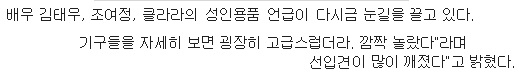 배우 김태우, 조여정, 클라라의 성인용품 언급이 다시금 눈길을 끌고 있다.
기구들을 자세히 보면 굉장히 고급스럽더라. 깜짝 놀랐다"라며
선입견이 많이 깨졌다"고 밝혔다.